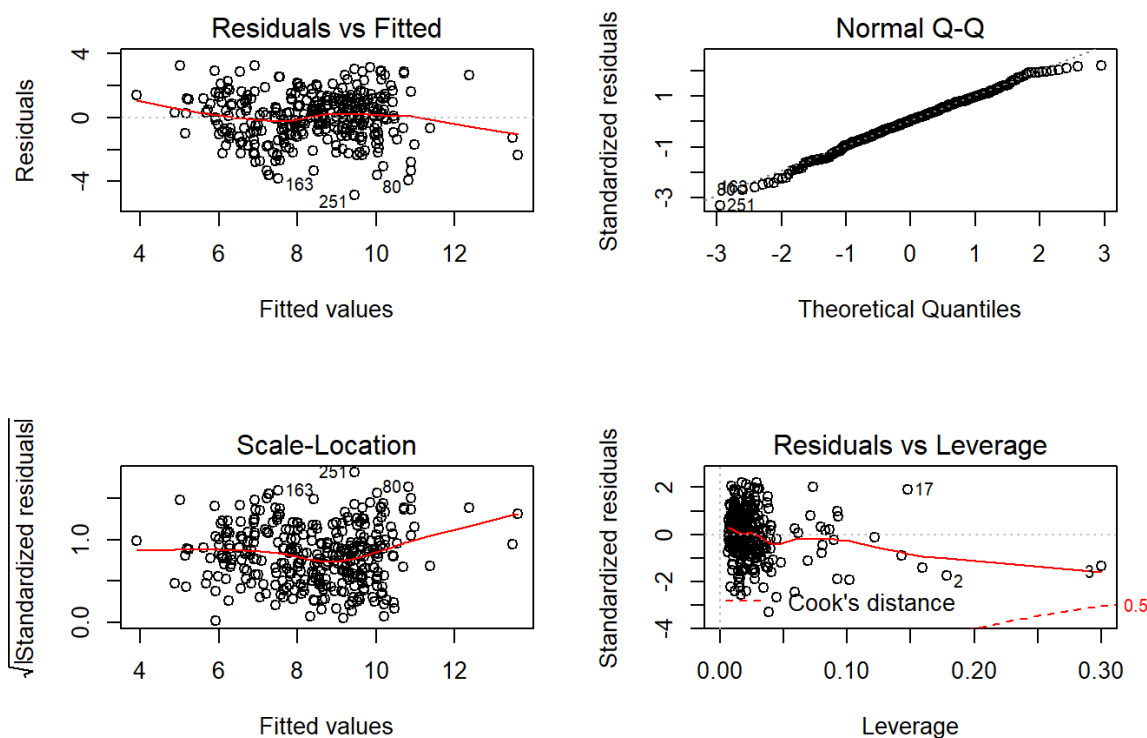 Residuals vs Fitted
Residuals
4
0
-4
163
80
251
4 6 8 10 12
Fitted values
Normal Q-Q
Standardized residuals
1
-1
-3
163
80
251
-3 -2 -1 0 1 2 3
Theoretical Quantiles
Scale-Location
√|Standardized residuals|
1.0
0.0
251
163
80
4 6 8 10 12
Fitted values
Residuals vs Leverage
Standardized residuals
2
0
-2
-4
17
3
2
Cook's distance
0.5
0.00 0.10 0.20 0.30
Leverage